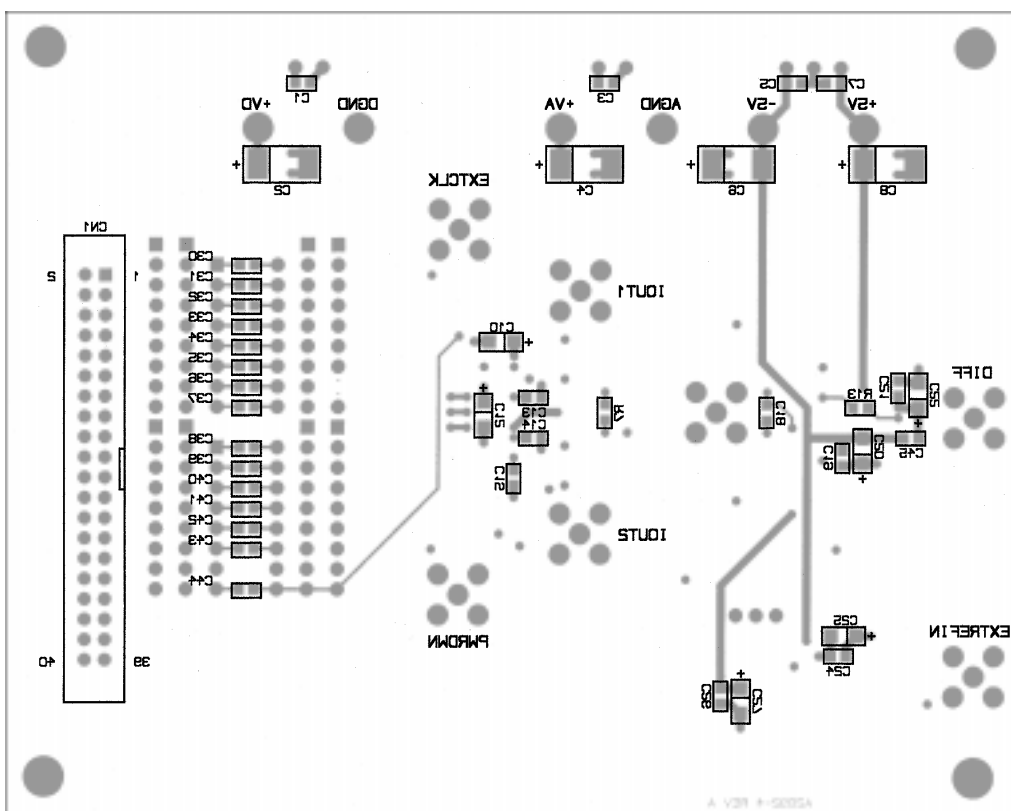 C1
C3
C5
C7
+VD
DGND
+VA
AGND
-5V
+5V
+
+
+
+
C2
C4
C6
C8
EXTCLK
CN1
2
1
C30
C31
C32
C33
C34
C35
C36
C37
IOUT1
C10
+
DIFF
C21
C22
R13
+
C12
C13
C14
R7
C18
+
C38
C39
C40
C41
C42
C43
C44
C15
C19
C20
C45
+
IOUT2
PWRDWN
40
39
C25
+
C24
EXTREFIN
+
C26
C27